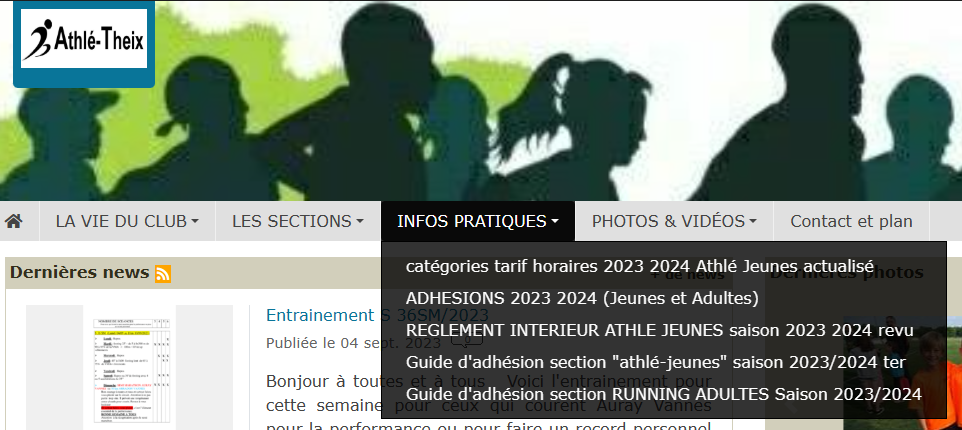 Athlé-Theix
LA VIE DU CLUB
LES SECTIONS
INFOS PRATIQUES
PHOTOS & VIDÉOS
Contact et plan
catégories tarif horaires 2023 2024 Athlé Jeunes actualisé
ADHESIONS 2023 2024 (Jeunes et Adultes)
REGLEMENT INTERIEUR ATHLE JEUNES saison 2023 2024 revu
Guide d'adhésion section "athlé-jeunes" saison 2023/2024 ter
Guide d'adhésion section RUNNING ADULTES Saison 2023/2024
Dernières news
+ de news
Dernières photos
Entrainement S 36SM/2023
Publiée le 04 sept. 2023
Bonjour à toutes et à tous Voici l'entrainement pour
cette semaine pour ceux qui courent Auray Vannes
pour la performance ou pour faire un record personnel